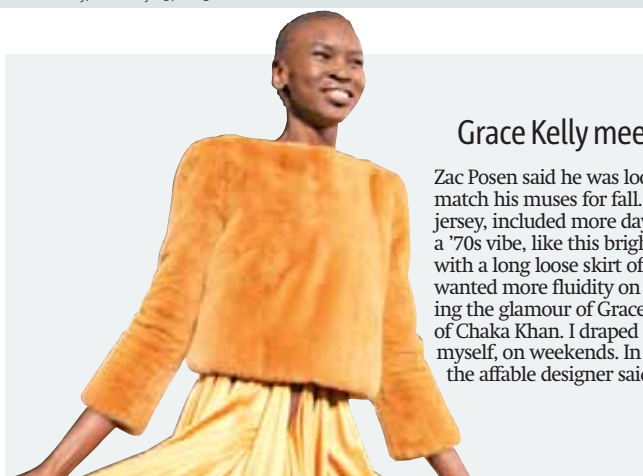 Grace Kelly mee
Zac Posen said he was loo
match his muses for fall.
jersey, included more day
a ’70s vibe, like this brigh
with a long loose skirt of
wanted more fluidity on
ing the glamour of Grace
of Chaka Khan. I draped
myself, on weekends. In
the affable designer said